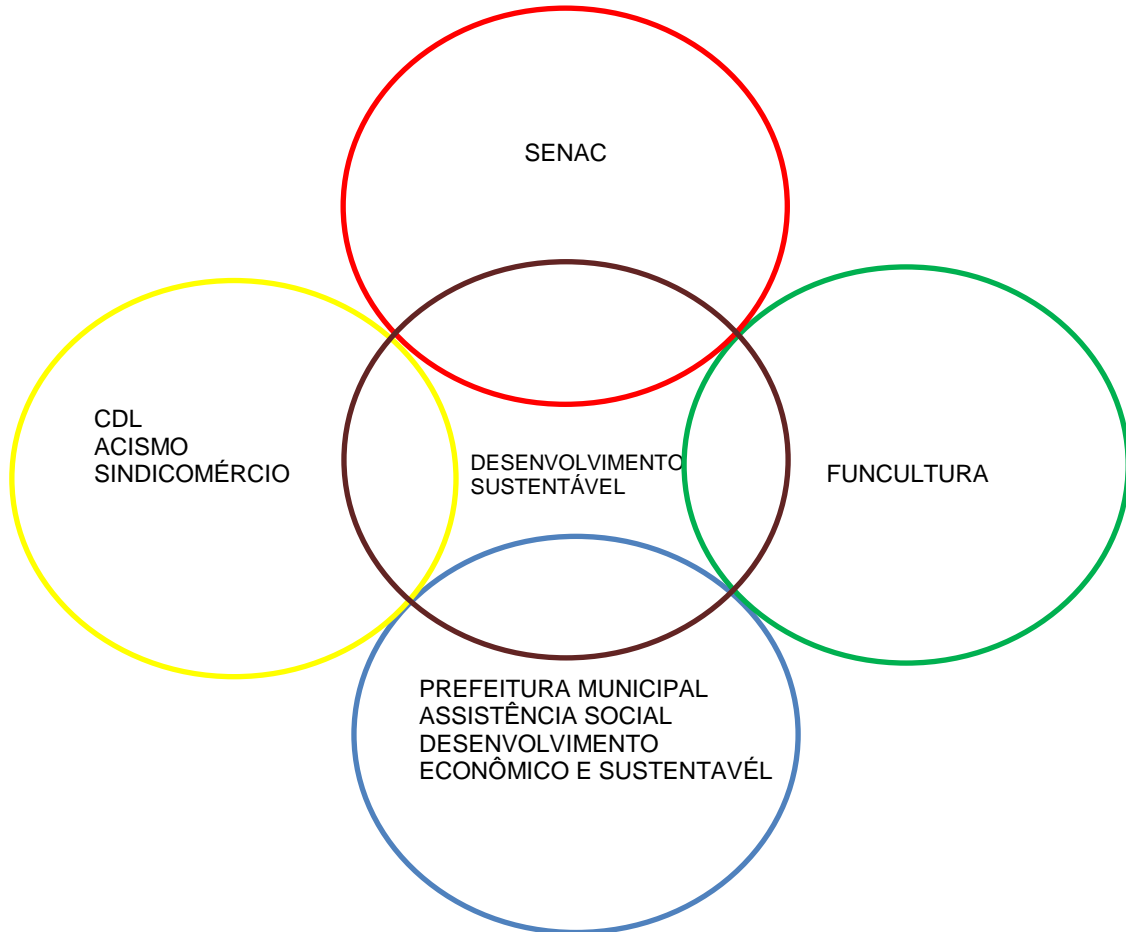 SENAC
CDL
ACISMO
SINDICOMÉRCIO
DESENVOLVIMENTO
SUSTENTÁVEL
FUNCULTURA
PREFEITURA MUNICIPAL
ASSISTÊNCIA SOCIAL
DESENVOLVIMENTO
ECONÔMICO E SUSTENTAVÉL